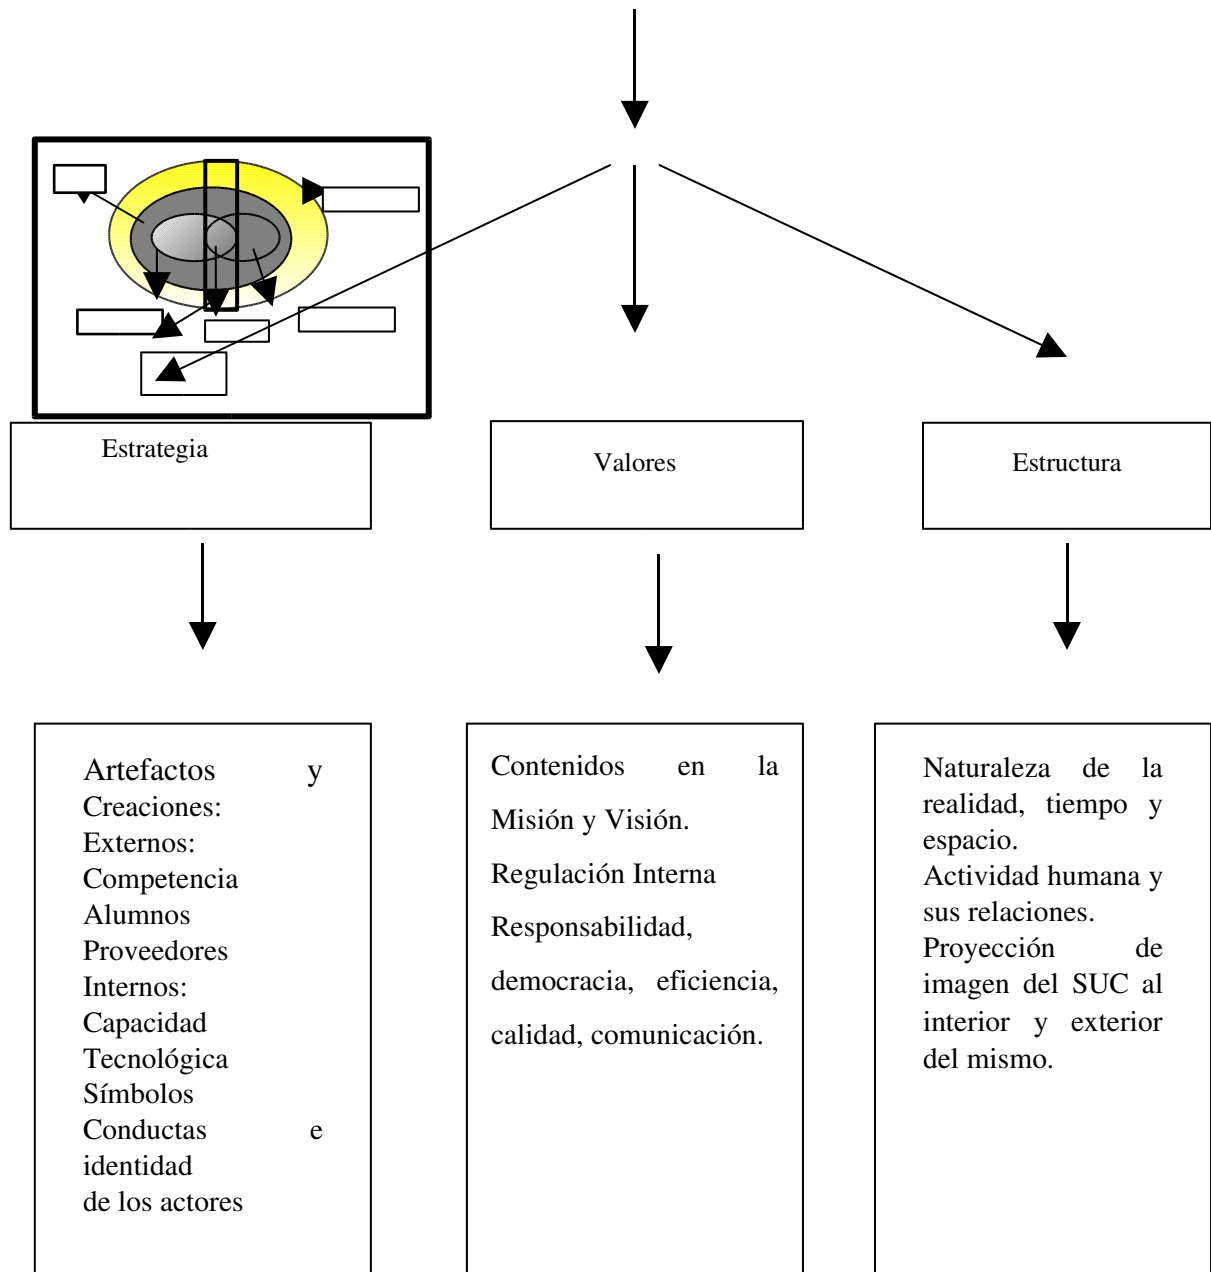 Estrategia
Valores
Estructura
Artefactos y
Creaciones:
Externos:
Competencia
Alumnos
Proveedores
Internos:
Capacidad
Tecnológica
Símbolos
Conductas e
identidad
de los actores
Contenidos en la
Misión y Visión.
Regulación Interna
Responsabilidad,
democracia, eficiencia,
calidad, comunicación.
Naturaleza de la
realidad, tiempo y
espacio.
Actividad humana y
sus relaciones.
Proyección de
imagen del SUC al
interior y exterior
del mismo.